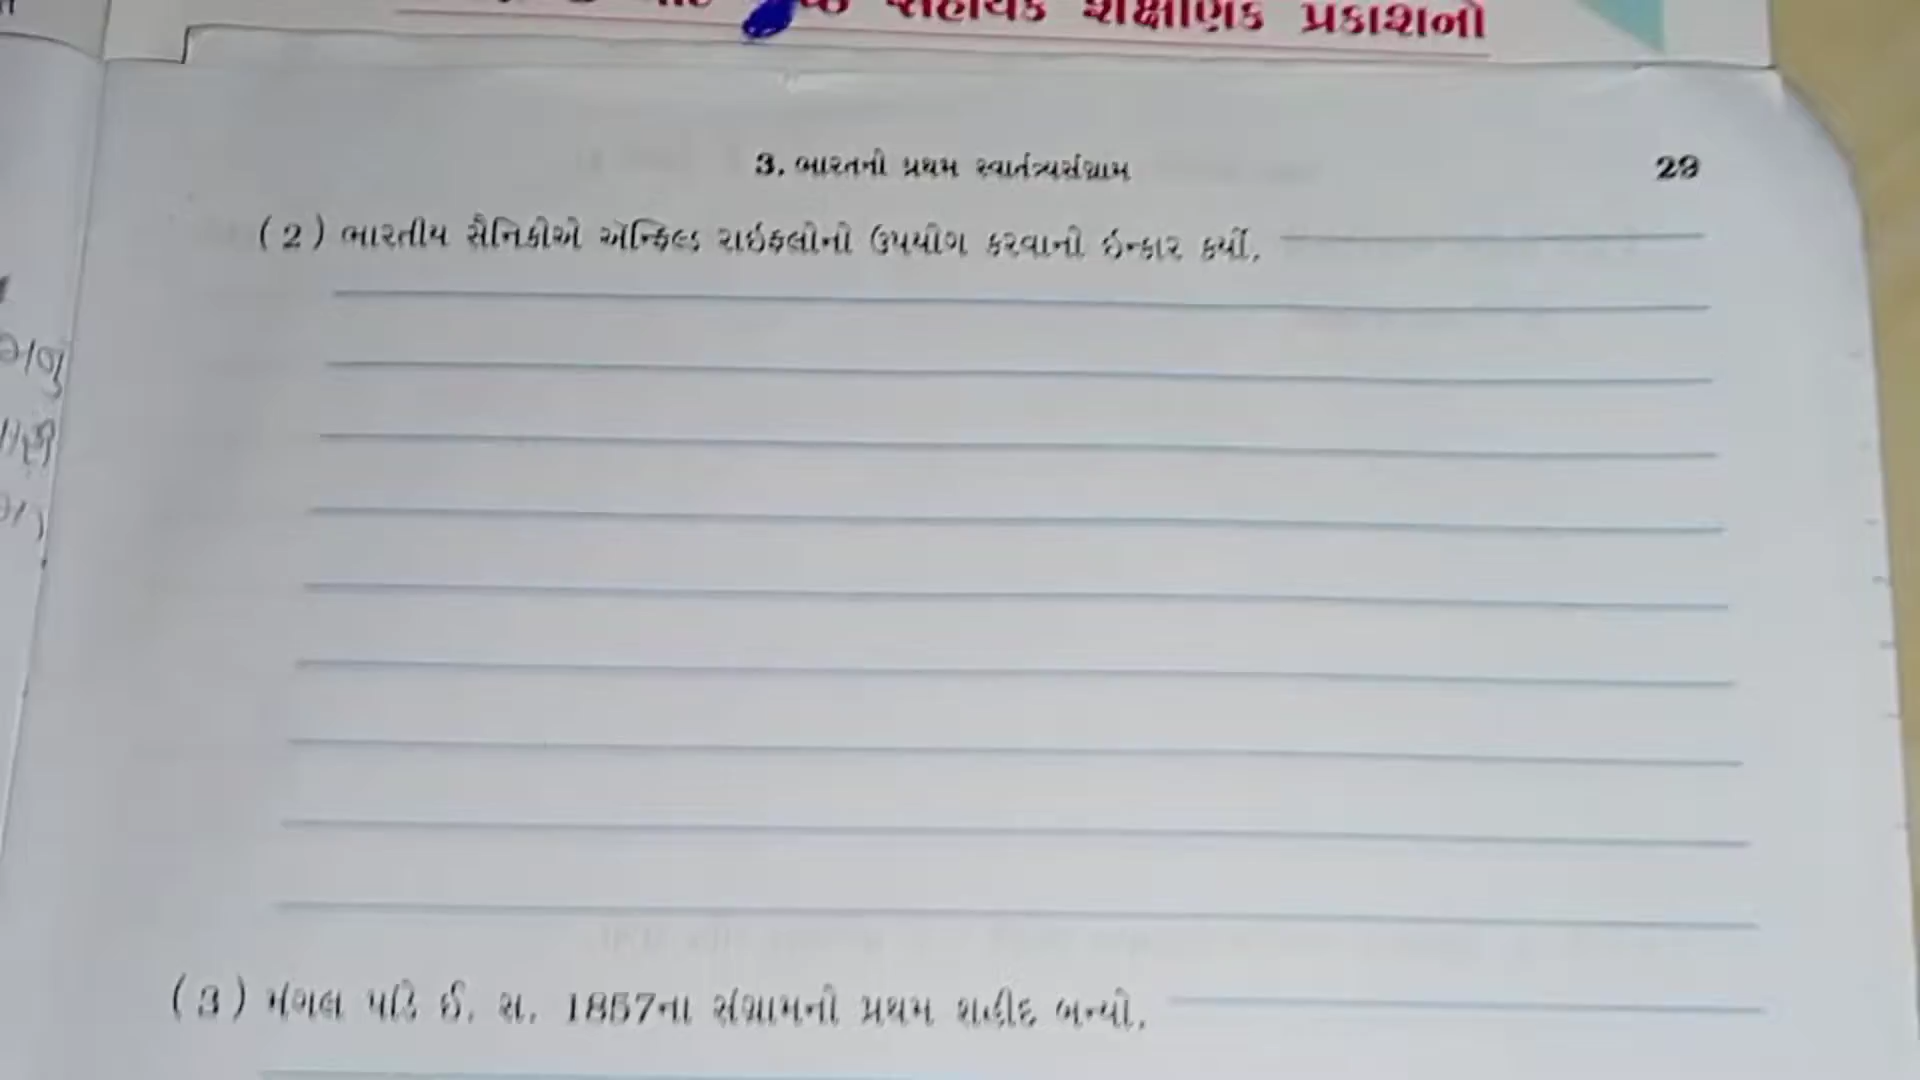 સહાયક શૈક્ષણિક પ્રકાશનો
3. ભારતનો પ્રથમ સ્વાતંત્ર્યસંગ્રામ 29
(2) ભારતીય સૈનિકોએ ઍન્ફિલ્ડ રાઇફલોનો ઉપયોગ કરવાનો ઇન્કાર કર્યો.
(3) મંગલ પાંડે ઈ. સ. 1857ના સંગ્રામનો પ્રથમ શહીદ બન્યો.